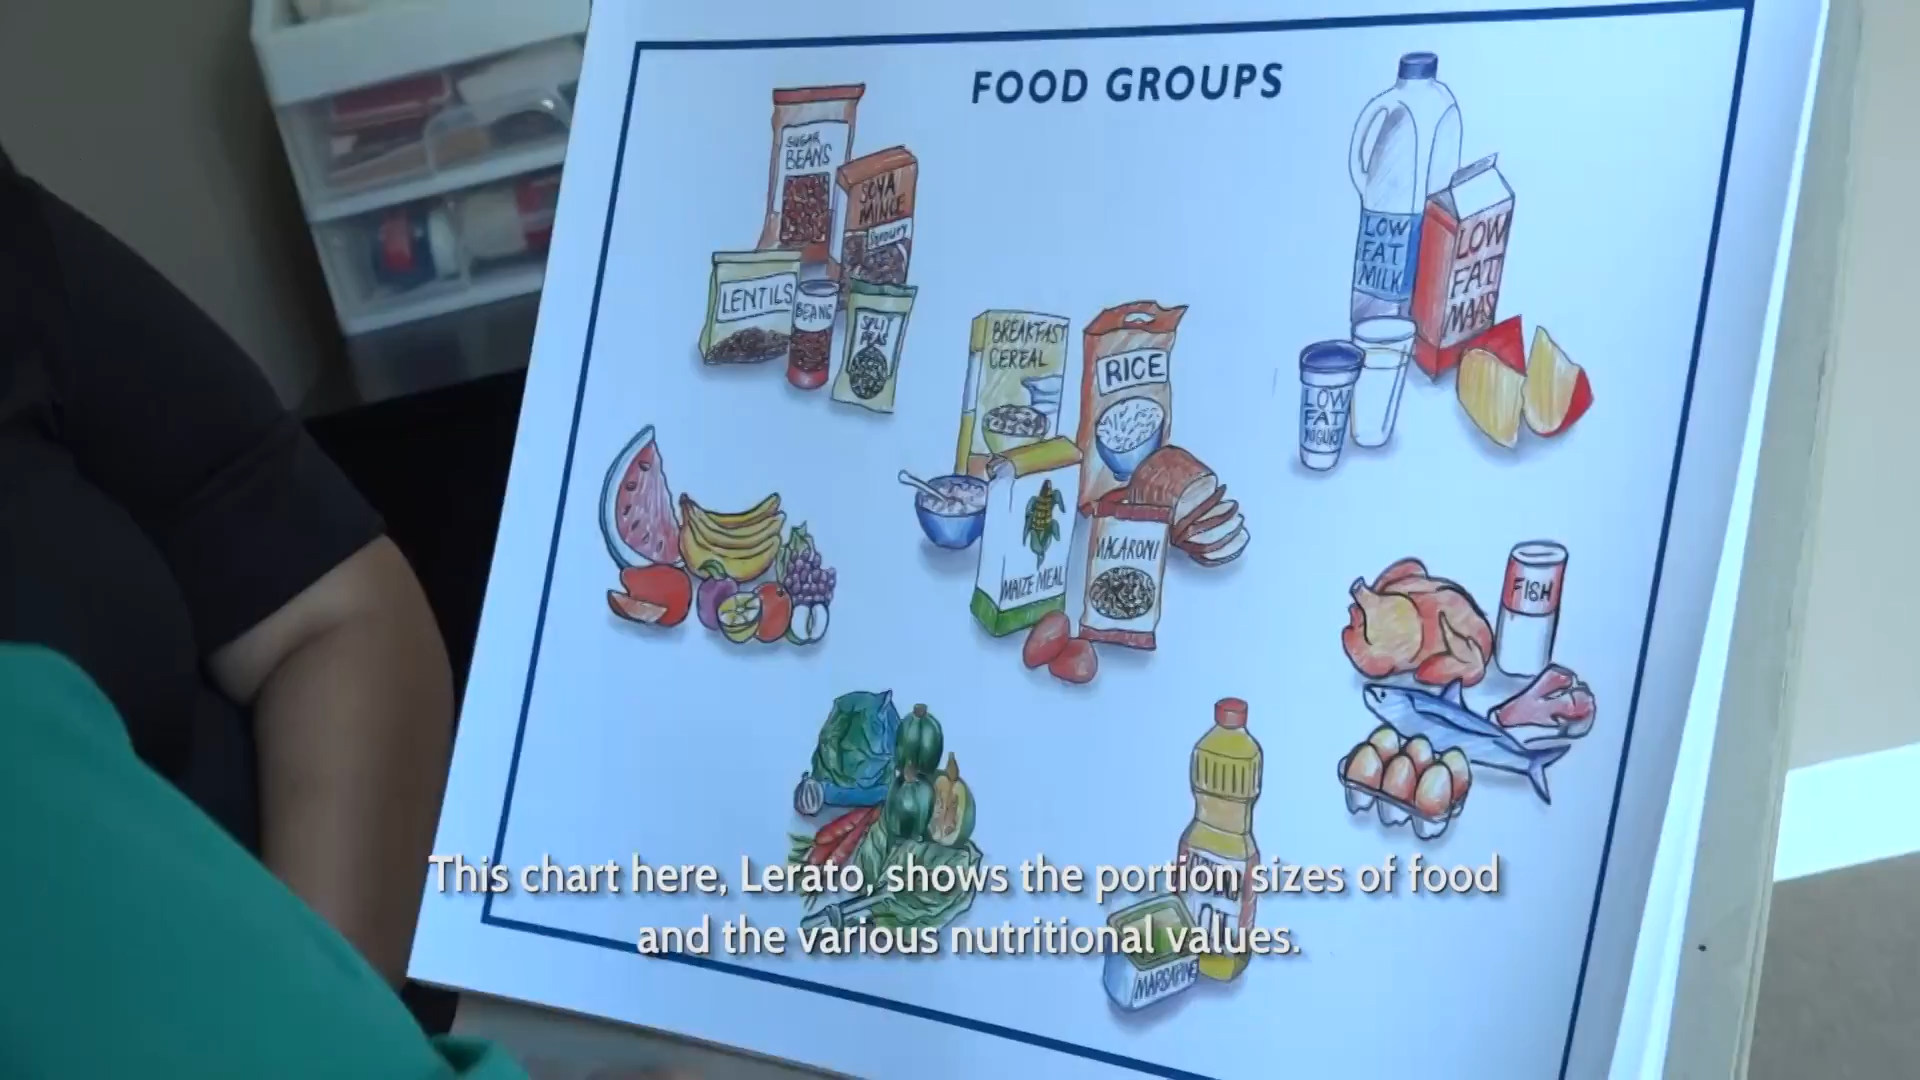 FOOD GROUPS
SUGAR
BEANS
SOYA
MINCE
Savoury
LENTILS
BEANS
SPLIT
PEAS
BREAKFAST
CEREAL
RICE
MAIZE MEAL
MACARONI
LOW
FAT
MILK
LOW
FAT
MAAS
LOW
FAT
YOGURT
FISH
MARGARINE
This chart here, Lerato, shows the portion sizes of food
and the various nutritional values.